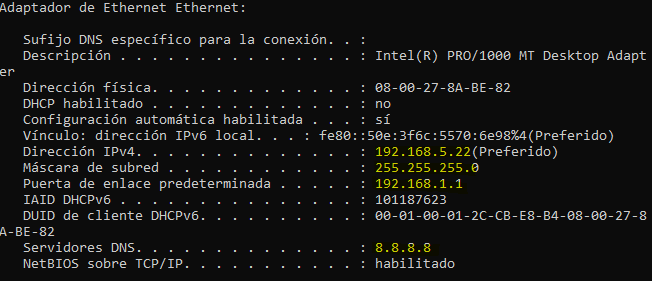 Adaptador de Ethernet Ethernet:
Sufijo DNS específico para la conexión. . :
Descripción . . . . . . . . . . . . . . . : Intel(R) PRO/1000 MT Desktop Adapt
er
Dirección física. . . . . . . . . . . . . : 08-00-27-8A-BE-82
DHCP habilitado . . . . . . . . . . . . . : no
Configuración automática habilitada . . . : sí
Vínculo: dirección IPv6 local. . . : fe80::50e:3f6c:5570:6e98%4(Preferido)
Dirección IPv4. . . . . . . . . . . . . . : 192.168.5.22(Preferido)
Máscara de subred . . . . . . . . . . . . : 255.255.255.0
Puerta de enlace predeterminada . . . . . : 192.168.1.1
IAID DHCPv6 . . . . . . . . . . . . . . . : 101187623
DUID de cliente DHCPv6. . . . . . . . . . : 00-01-00-01-2C-CB-E8-B4-08-00-27-8
A-BE-82
Servidores DNS. . . . . . . . . . . . . . : 8.8.8.8
NetBIOS sobre TCP/IP. . . . . . . . . . . : habilitado